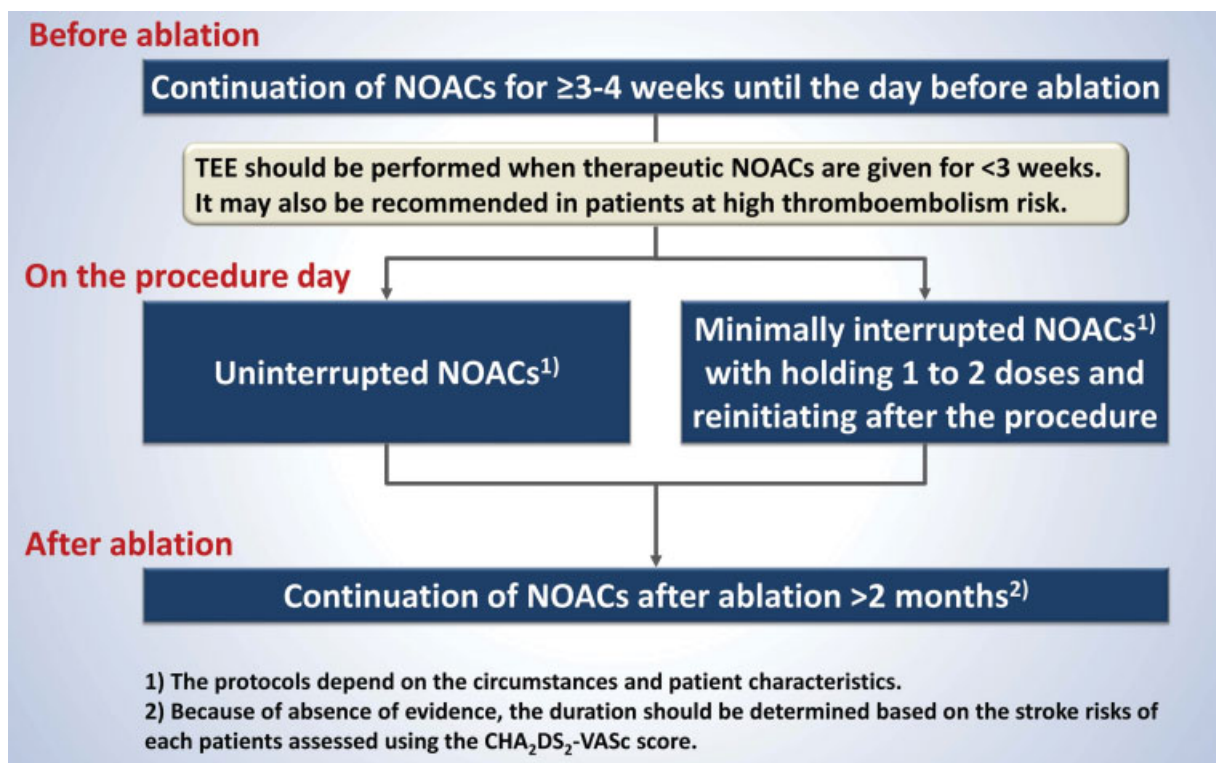 Before ablation
Continuation of NOACs for ≥3-4 weeks until the day before ablation
TEE should be performed when therapeutic NOACs are given for <3 weeks.
It may also be recommended in patients at high thromboembolism risk.
On the procedure day
Uninterrupted NOACs1)
Minimally interrupted NOACs1)
with holding 1 to 2 doses and
reinitiating after the procedure
After ablation
Continuation of NOACs after ablation >2 months2)
1) The protocols depend on the circumstances and patient characteristics.
2) Because of absence of evidence, the duration should be determined based on the stroke risks of
each patients assessed using the CHA2DS2-VASc score.